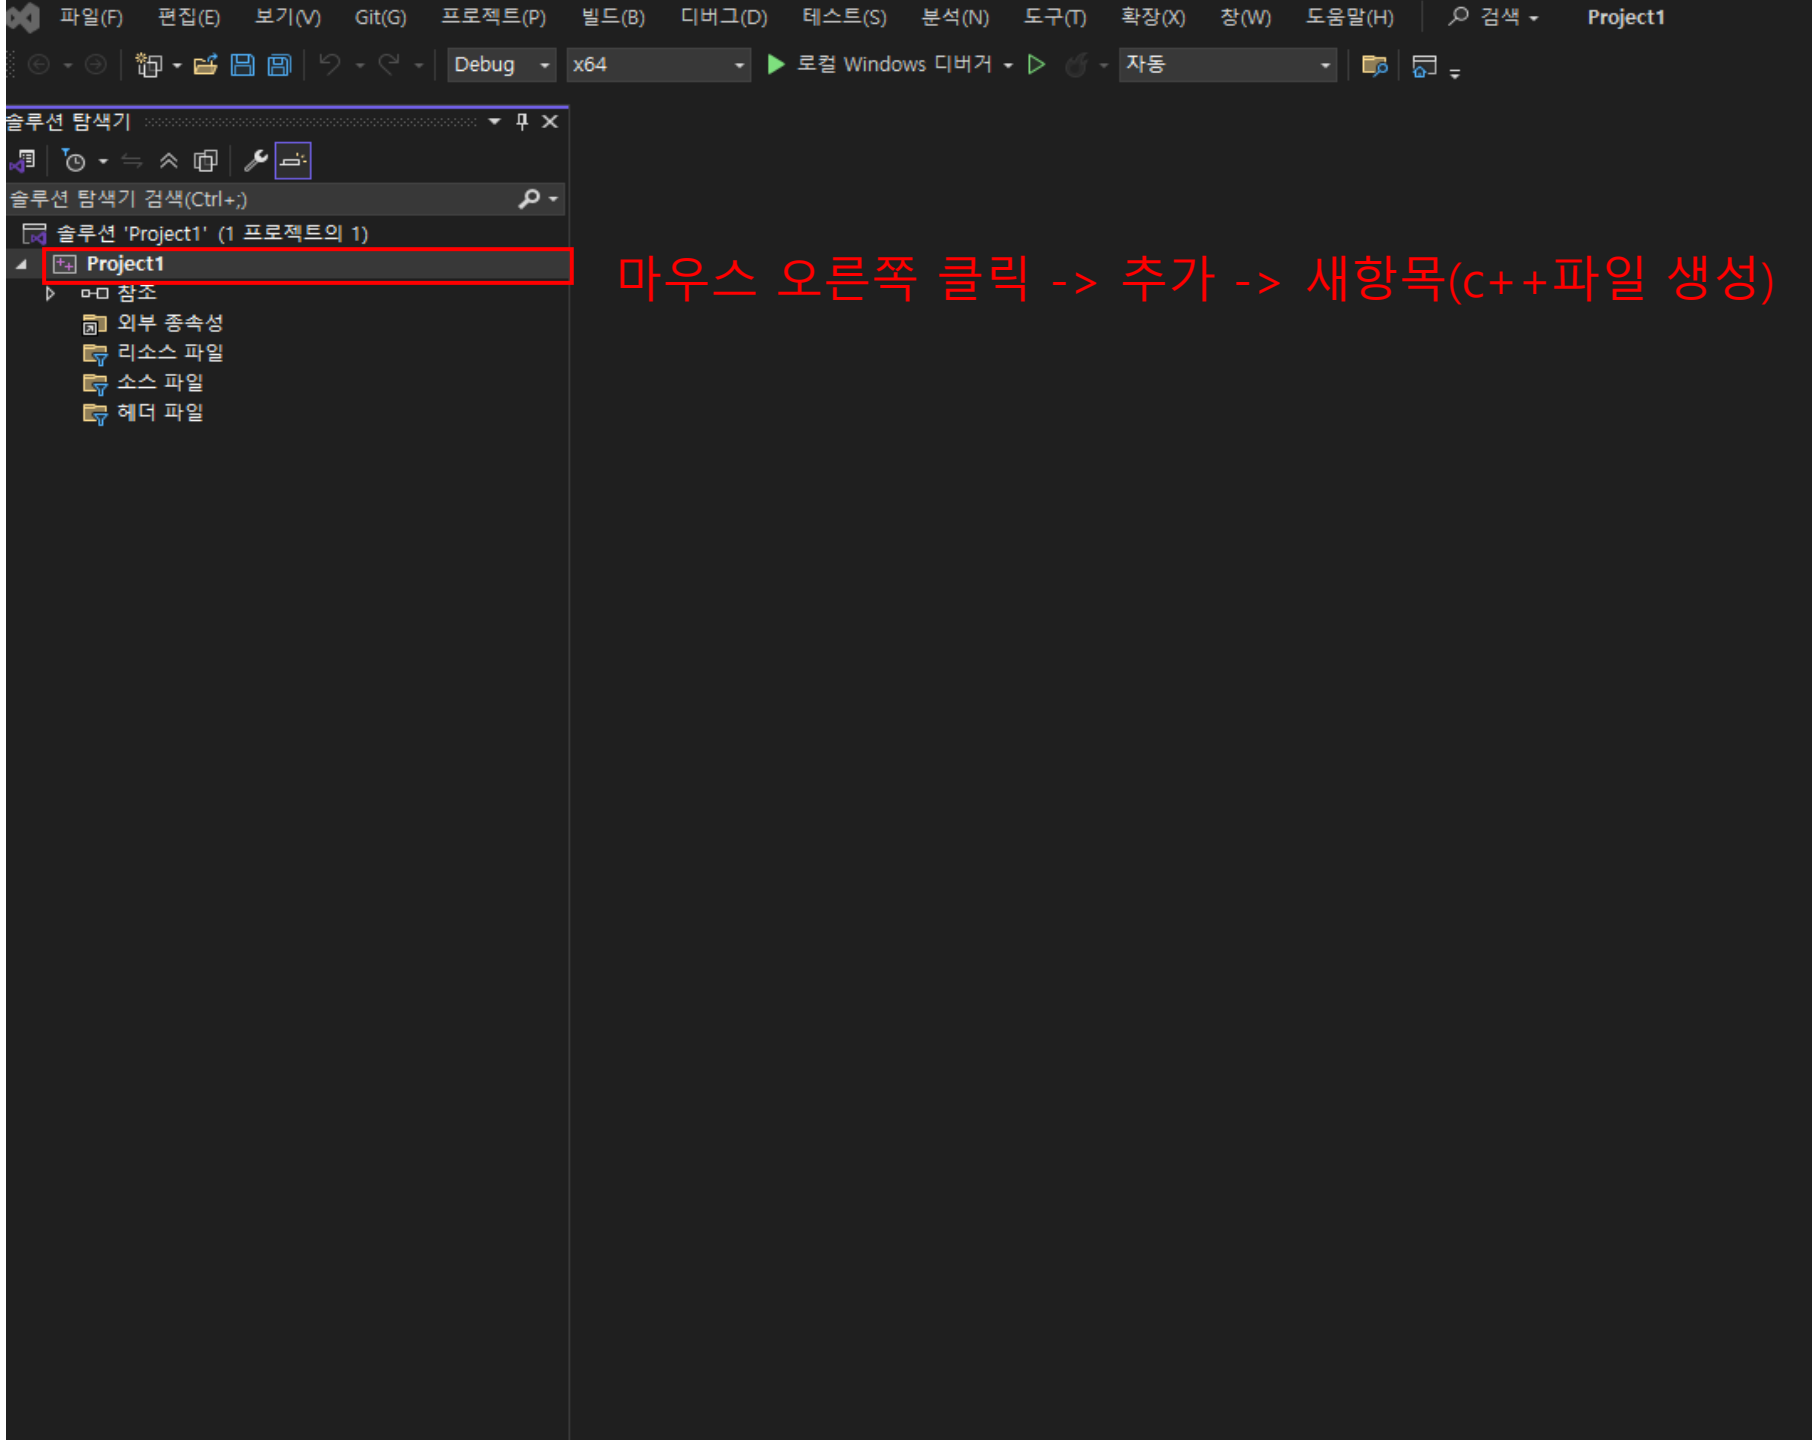 파일(F) 편집(E) 보기(V) Git(G) 프로젝트(P) 빌드(B) 디버그(D) 테스트(S) 분석(N) 도구(T) 확장(X) 창(W) 도움말(H) 검색 Project1
Debug x64 로컬 Windows 디버거 자동
솔루션 탐색기
솔루션 탐색기 검색(Ctrl+;)
솔루션 'Project1' (1 프로젝트의 1)
Project1
마우스 오른쪽 클릭 -> 추가 -> 새항목(c++파일 생성)
참조
외부 종속성
리소스 파일
소스 파일
헤더 파일